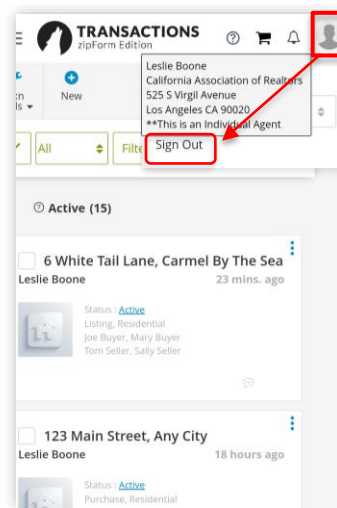 TRANSACTIONS
zipForm Edition
New
Leslie Boone
California Association of Realtors
525 S Virgil Avenue
Los Angeles CA 90020
**This is an Individual Agent
Sign Out
All
Active (15)
6 White Tail Lane, Carmel By The Sea
Leslie Boone 23 mins. ago
Status : Active
Listing, Residential
Joe Buyer, Mary Buyer
Tom Seller, Sally Seller
123 Main Street, Any City
Leslie Boone 18 hours ago
Status : Active
Purchase, Residential